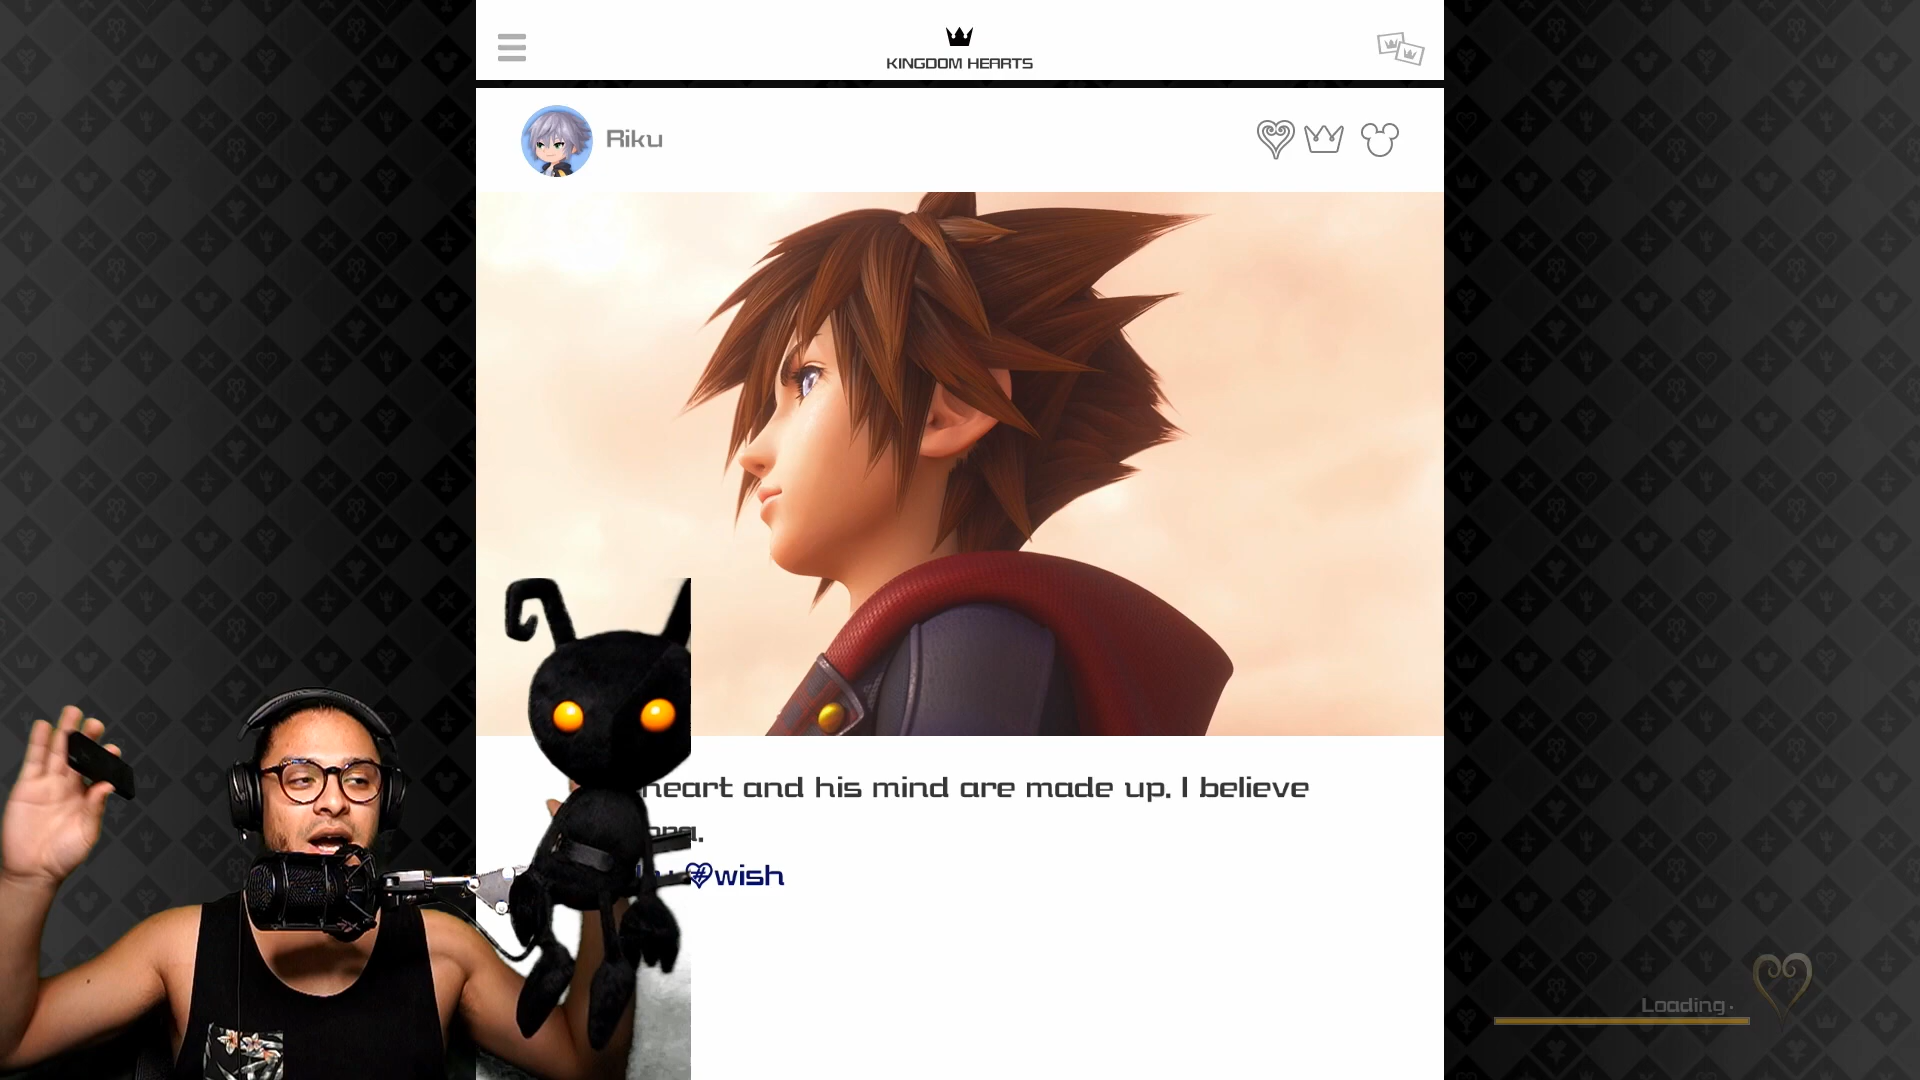 KINGDOM HEARTS
Riku
heart and his mind are made up. I believe
#wish
Loading.